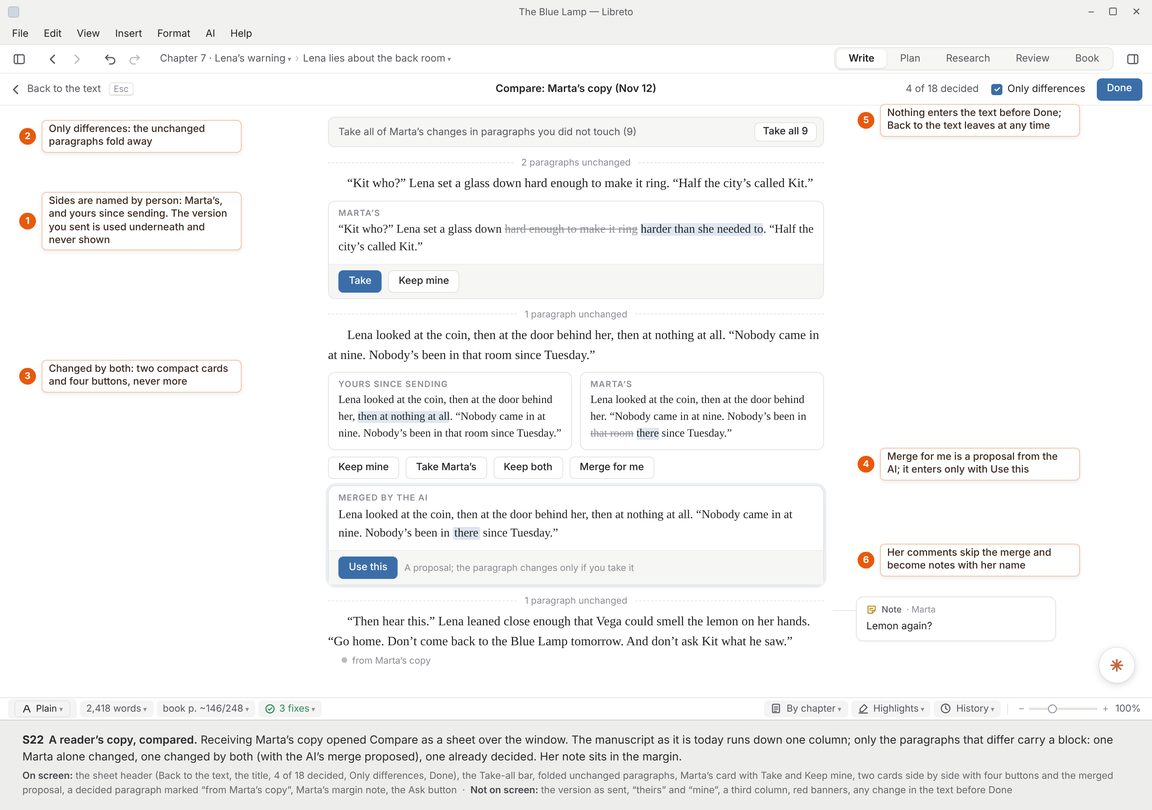 The Blue Lamp — Libreto
File Edit View Insert Format AI Help
Chapter 7 · Lena’s warning › Lena lies about the back room
Write Plan Research Review Book
Back to the text Esc
Compare: Marta’s copy (Nov 12)
4 of 18 decided Only differences Done
2
Only differences: the unchanged
paragraphs fold away
5
Nothing enters the text before Done;
Back to the text leaves at any time
Take all of Marta’s changes in paragraphs you did not touch (9) Take all 9
2 paragraphs unchanged
“Kit who?” Lena set a glass down hard enough to make it ring. “Half the city’s called Kit.”
1
Sides are named by person: Marta’s,
and yours since sending. The version
you sent is used underneath and
never shown
MARTA’S
“Kit who?” Lena set a glass down hard enough to make it ring harder than she needed to. “Half the
city’s called Kit.”
Take Keep mine
1 paragraph unchanged
Lena looked at the coin, then at the door behind her, then at nothing at all. “Nobody came in
at nine. Nobody’s been in that room since Tuesday.”
3
Changed by both: two compact cards
and four buttons, never more
YOURS SINCE SENDING
Lena looked at the coin, then at the door behind
her, then at nothing at all. “Nobody came in at
nine. Nobody’s been in that room since Tuesday.”
MARTA’S
Lena looked at the coin, then at the door behind
her. “Nobody came in at nine. Nobody’s been in
that room there since Tuesday.”
Keep mine Take Marta’s Keep both Merge for me
4
Merge for me is a proposal from the
AI; it enters only with Use this
MERGED BY THE AI
Lena looked at the coin, then at the door behind her, then at nothing at all. “Nobody came in at
nine. Nobody’s been in there since Tuesday.”
Use this A proposal; the paragraph changes only if you take it
6
Her comments skip the merge and
become notes with her name
1 paragraph unchanged
“Then hear this.” Lena leaned close enough that Vega could smell the lemon on her hands.
“Go home. Don’t come back to the Blue Lamp tomorrow. And don’t ask Kit what he saw.”
from Marta’s copy
Note · Marta
Lemon again?
Plain 2,418 words book p. ~146/248 3 fixes By chapter Highlights History − + 100%
S22 A reader’s copy, compared. Receiving Marta’s copy opened Compare as a sheet over the window. The manuscript as it is today runs down one column; only the paragraphs that differ carry a block: one
Marta alone changed, one changed by both (with the AI’s merge proposed), one already decided. Her note sits in the margin.
On screen: the sheet header (Back to the text, the title, 4 of 18 decided, Only differences, Done), the Take-all bar, folded unchanged paragraphs, Marta’s card with Take and Keep mine, two cards side by side with four buttons and the merged
proposal, a decided paragraph marked “from Marta’s copy”, Marta’s margin note, the Ask button · Not on screen: the version as sent, “theirs” and “mine”, a third column, red banners, any change in the text before Done